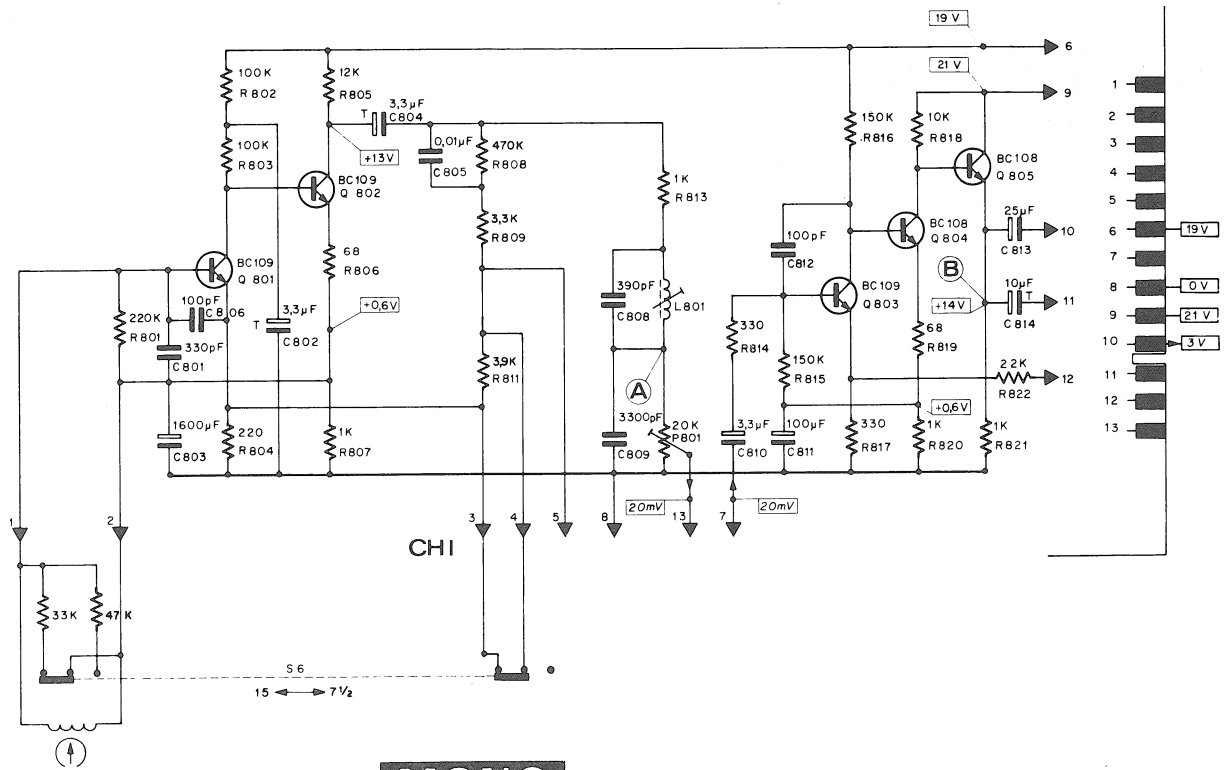 19 V
6
21 V
9
100K
R802
12K
R805
3,3µF
T
C804
+13V
0,01µF
C805
470K
R808
100K
R803
BC109
Q 802
3,3K
R809
1K
R813
150K
R816
10K
R818
BC108
Q805
BC108
Q804
25µF
C813
10
B
+14V
10µF
T
C814
11
BC109
Q 801
68
R806
100pF
C812
BC109
Q803
100pF
C806
220K
R801
330pF
C801
3,3µF
T
C802
+0,6V
390pF
C808
L801
330
R814
68
R819
3,9K
R811
A
150K
R815
22K
R822
12
+0,6V
1600µF
C803
220
R804
1K
R807
3300pF
C809
20K
P801
3,3µF
C810
100µF
C811
330
R817
1K
R820
1K
R821
20mV
20mV
1
2
3
4
5
8
13
7
CH1
33K
47K
S6
15
7½
1
2
3
4
5
6
19V
7
8
0 V
9
21 V
10
3 V
11
12
13